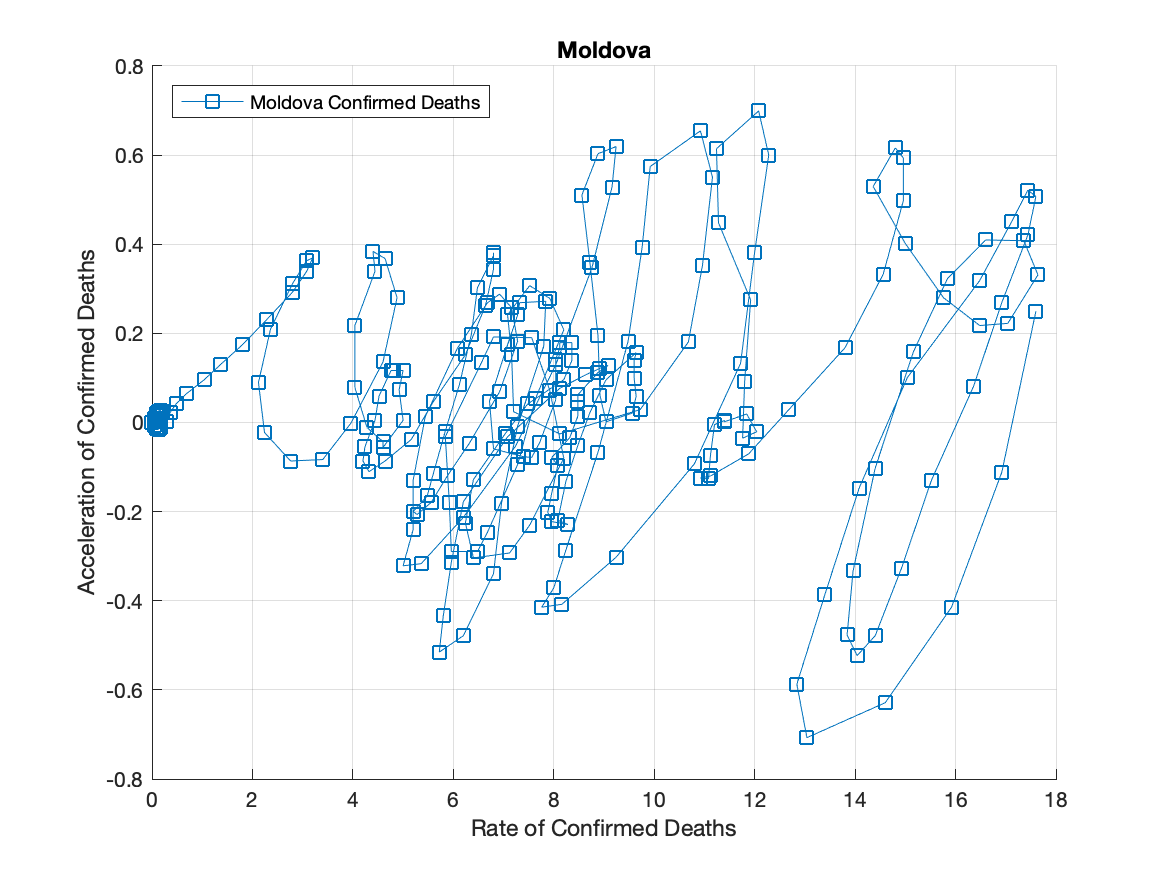 Moldova
0.8
Moldova Confirmed Deaths
0.6
0.4
0.2
0
-0.2
-0.4
-0.6
-0.8
Acceleration of Confirmed Deaths
0 2 4 6 8 10 12 14 16 18
Rate of Confirmed Deaths